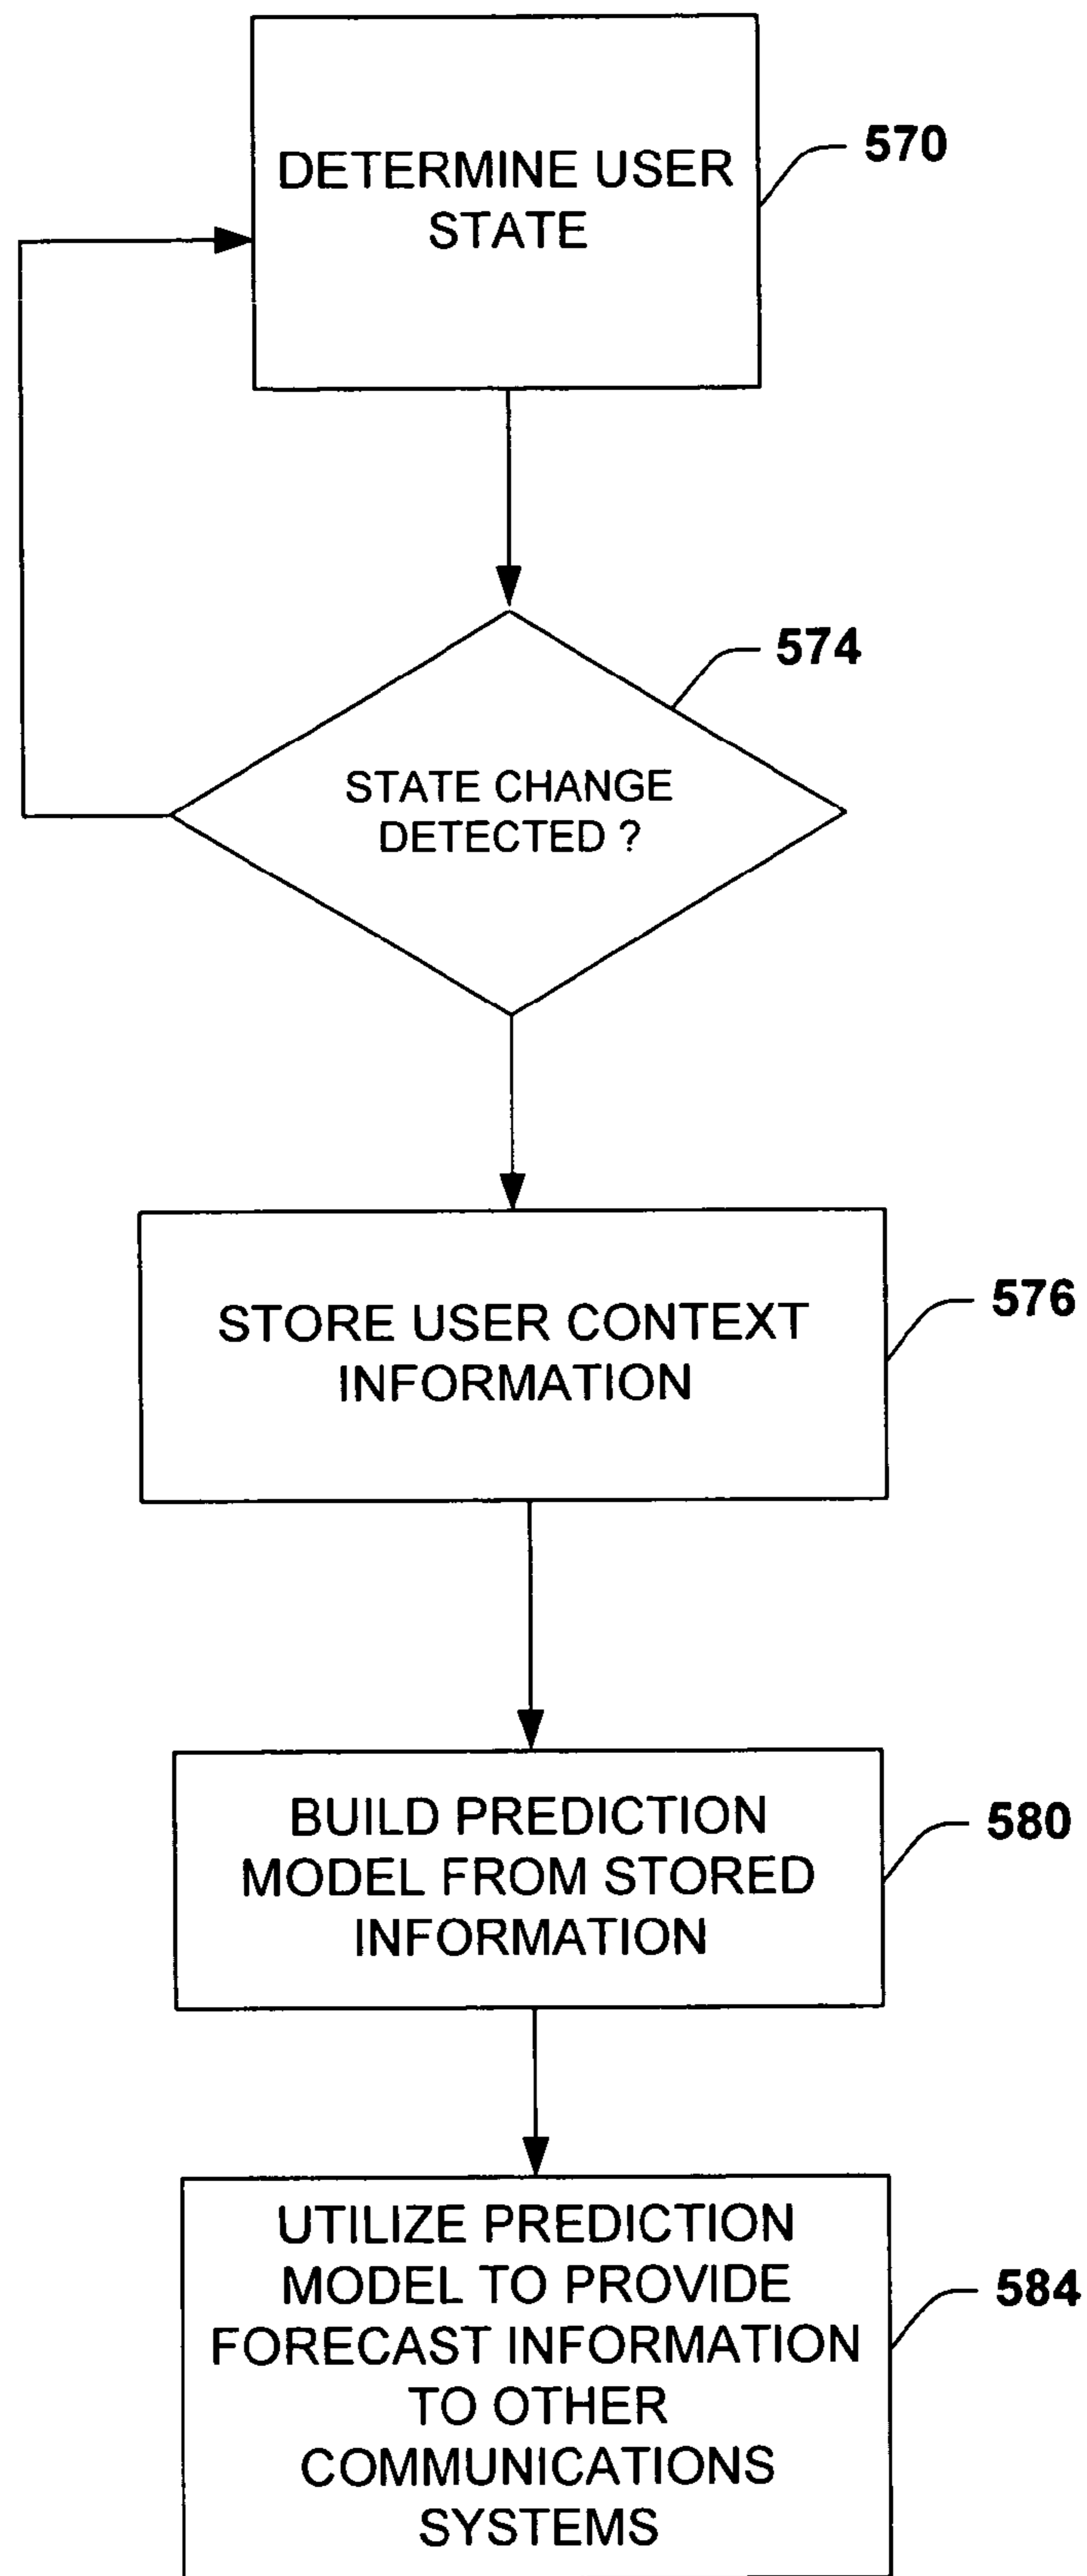 DETERMINE USER
STATE
570
STATE CHANGE
DETECTED ?
574
STORE USER CONTEXT
INFORMATION
576
BUILD PREDICTION
MODEL FROM STORED
INFORMATION
580
UTILIZE PREDICTION
MODEL TO PROVIDE
FORECAST INFORMATION
TO OTHER
COMMUNICATIONS
SYSTEMS
584